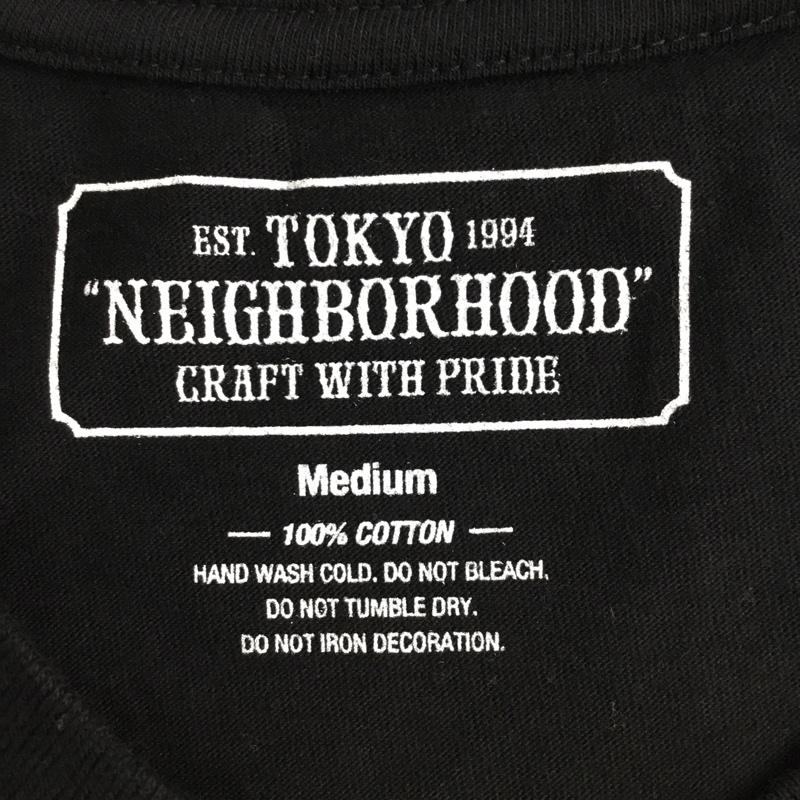 EST. TOKYO 1994
“NEIGHBORHOOD”
CRAFT WITH PRIDE
Medium
— 100% COTTON —
HAND WASH COLD. DO NOT BLEACH.
DO NOT TUMBLE DRY.
DO NOT IRON DECORATION.